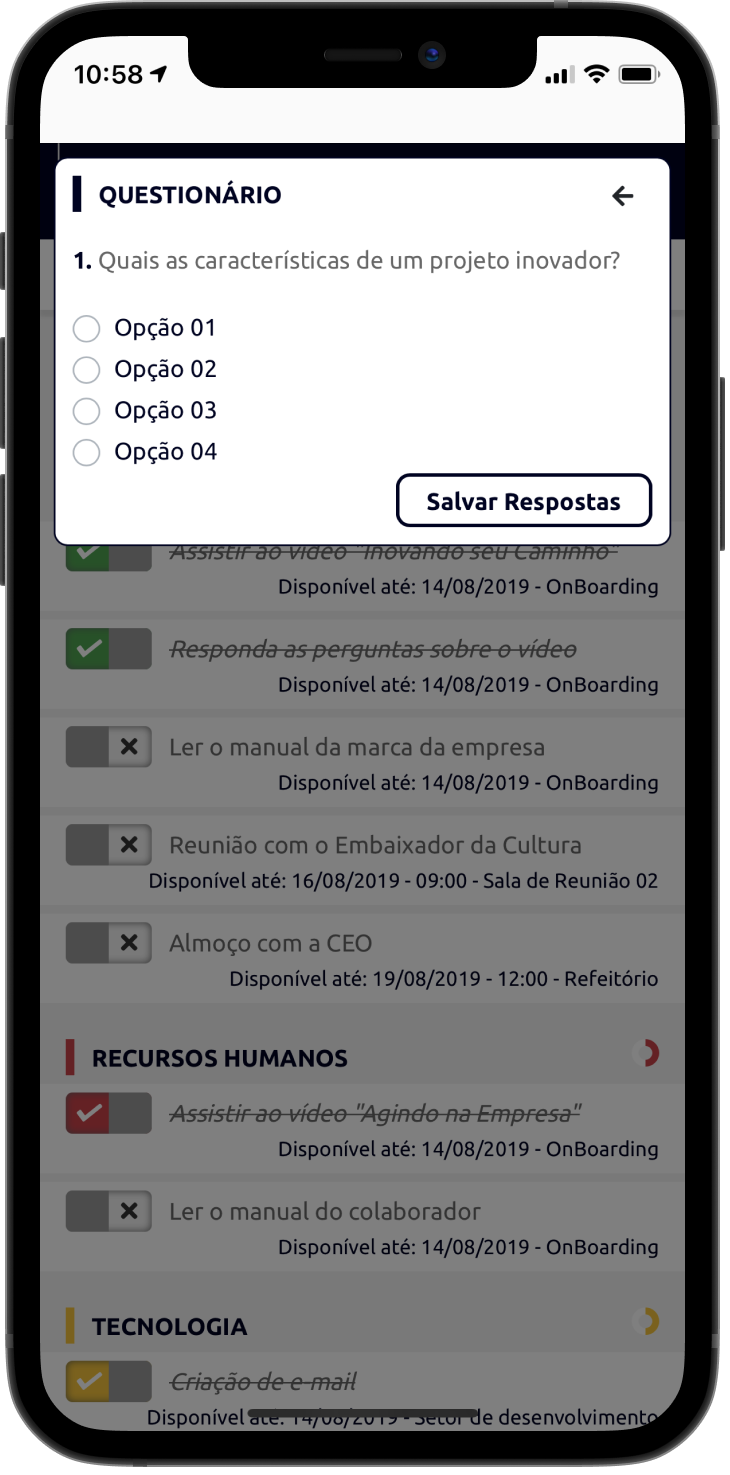 10:58
QUESTIONÁRIO
1. Quais as características de um projeto inovador?
Opção 01
Opção 02
Opção 03
Opção 04
Salvar Respostas
Assistir ao vídeo "Inovando seu Caminho"
Disponível até: 14/08/2019 - OnBoarding
Responda as perguntas sobre o vídeo
Disponível até: 14/08/2019 - OnBoarding
Ler o manual da marca da empresa
Disponível até: 14/08/2019 - OnBoarding
Reunião com o Embaixador da Cultura
Disponível até: 16/08/2019 - 09:00 - Sala de Reunião 02
Almoço com a CEO
Disponível até: 19/08/2019 - 12:00 - Refeitório
RECURSOS HUMANOS
Assistir ao vídeo "Agindo na Empresa"
Disponível até: 14/08/2019 - OnBoarding
Ler o manual do colaborador
Disponível até: 14/08/2019 - OnBoarding
TECNOLOGIA
Criação de e-mail
Disponível até: 14/08/2019 - Setor de desenvolvimento